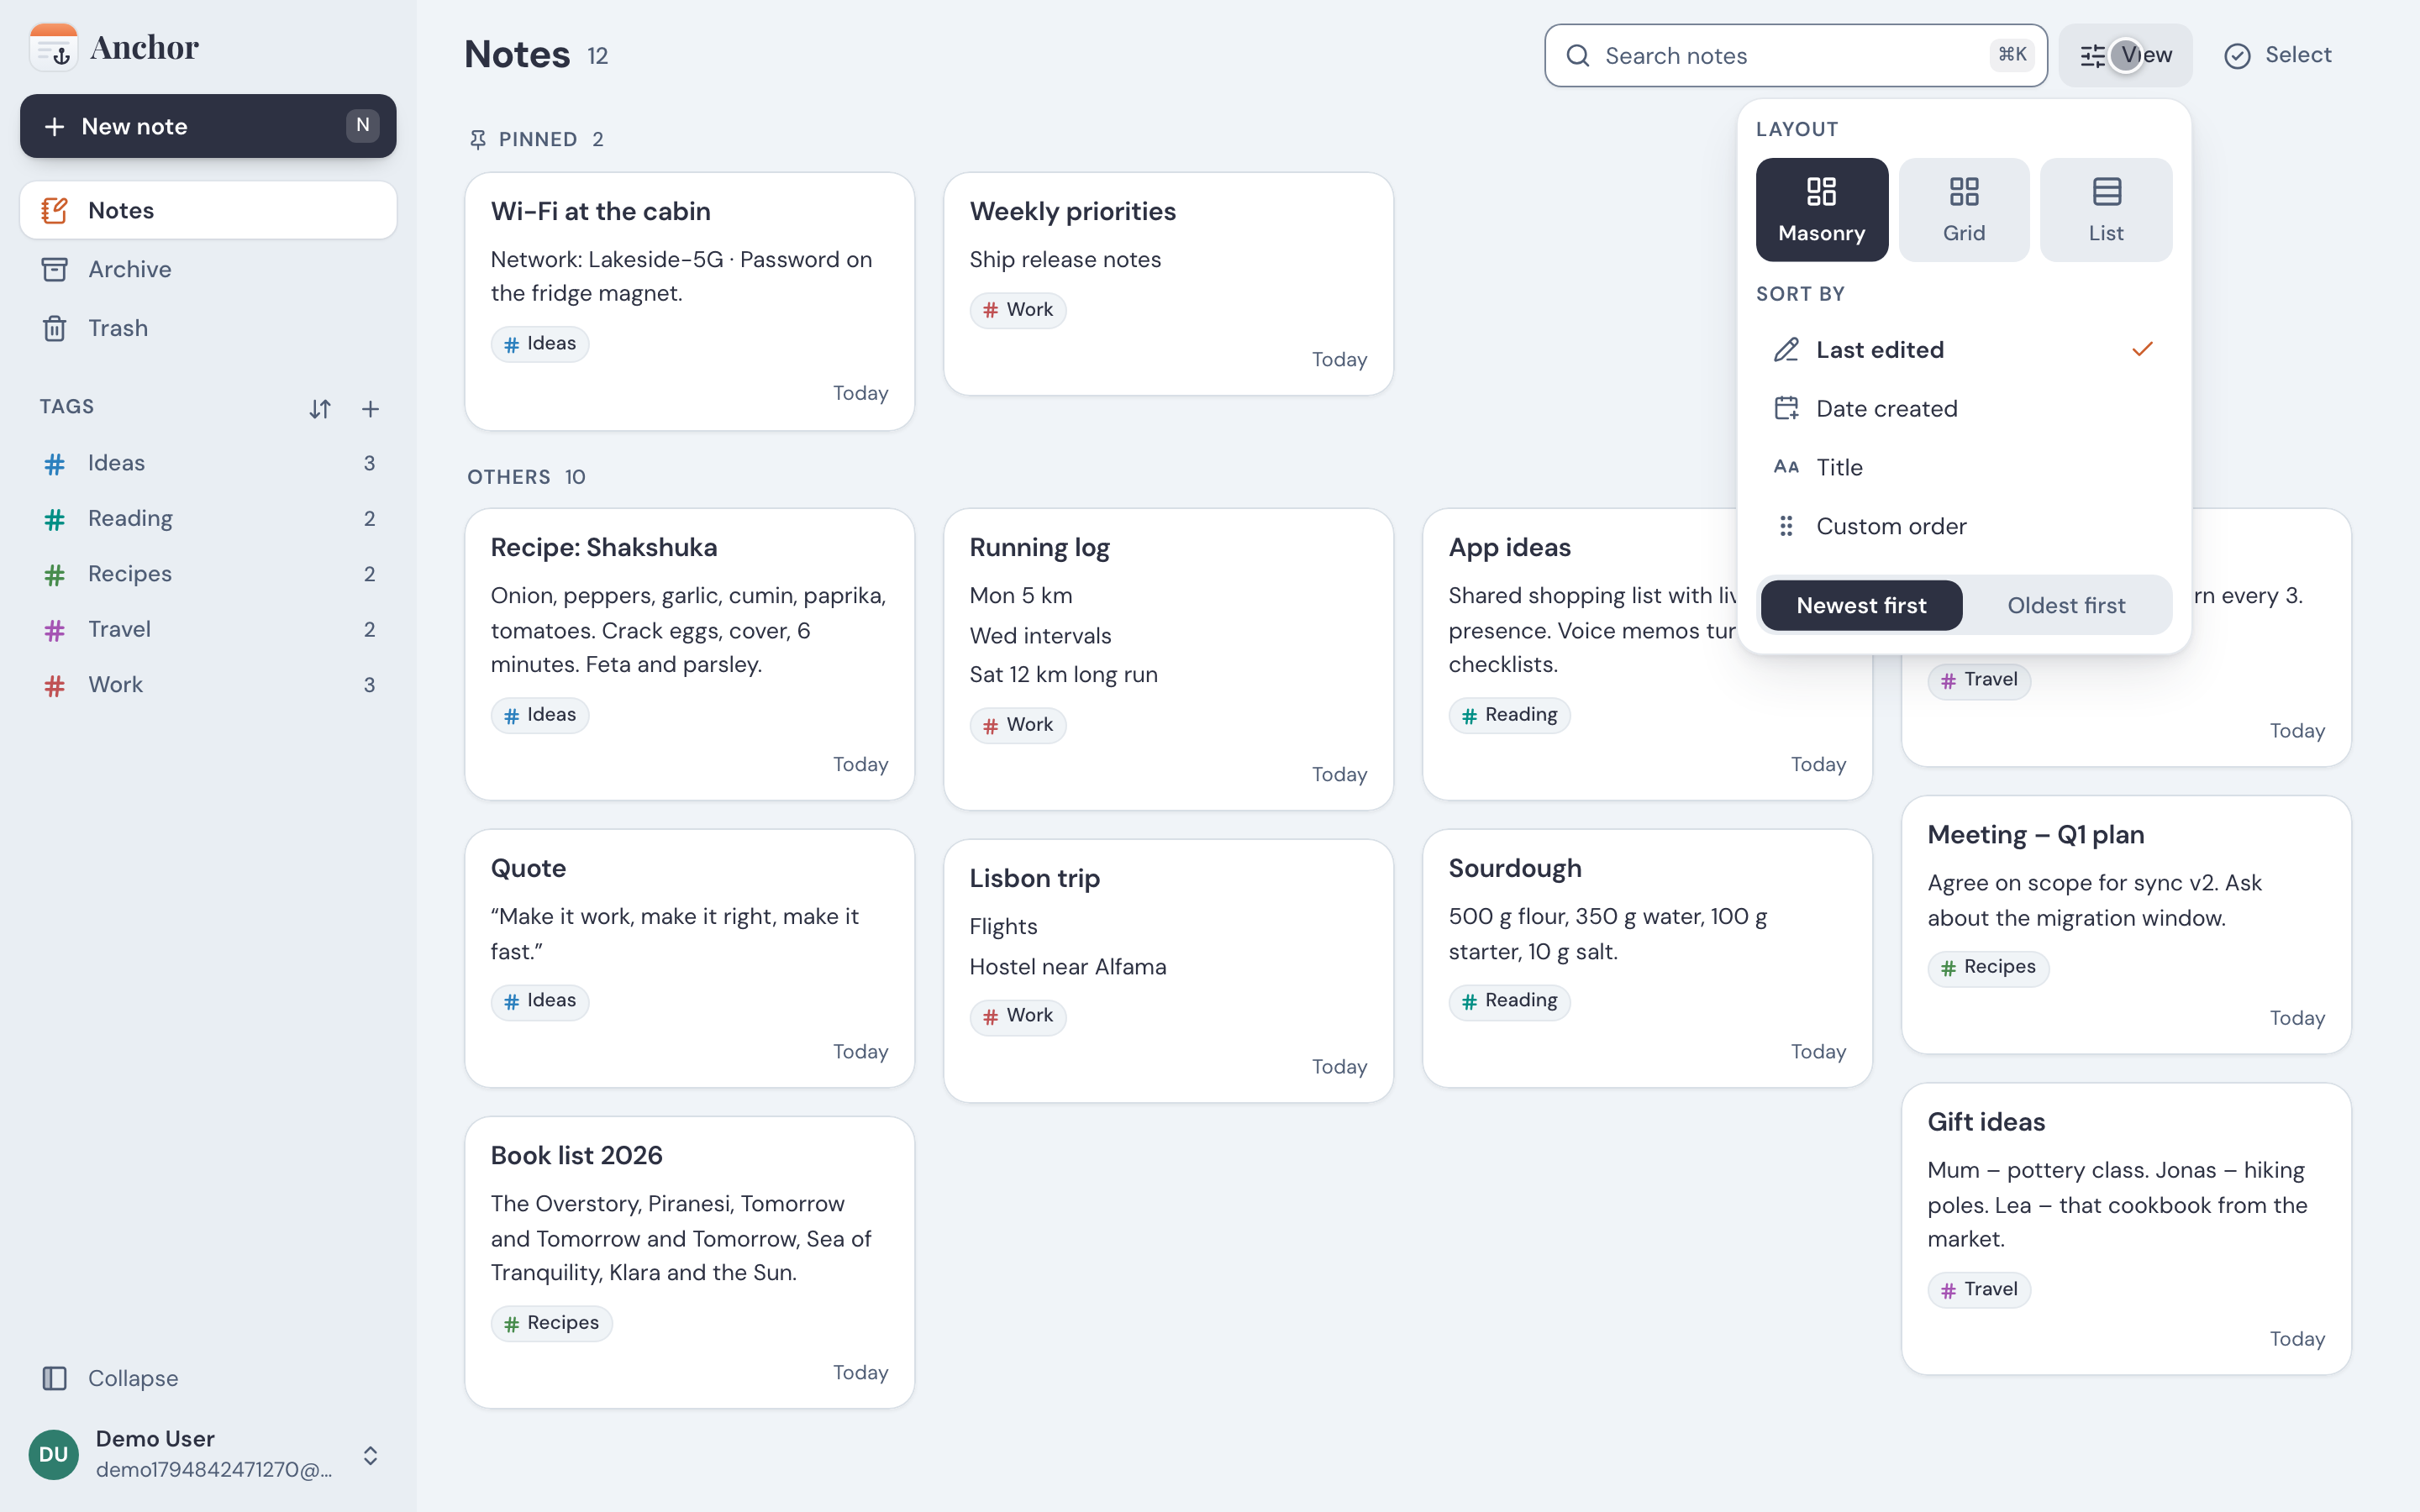 Anchor
New note N
Notes
Archive
Trash
TAGS
Ideas 3
Reading 2
Recipes 2
Travel 2
Work 3
Collapse
DU
Demo User
demo1794842471270@...
Notes 12
Search notes ⌘K
View
Select
PINNED 2
Wi-Fi at the cabin
Network: Lakeside-5G · Password on
the fridge magnet.
# Ideas
Today
Weekly priorities
Ship release notes
# Work
Today
LAYOUT
Masonry
Grid
List
SORT BY
Last edited
Date created
Title
Custom order
Newest first
Oldest first
OTHERS 10
Recipe: Shakshuka
Onion, peppers, garlic, cumin, paprika,
tomatoes. Crack eggs, cover, 6
minutes. Feta and parsley.
# Ideas
Today
Running log
Mon 5 km
Wed intervals
Sat 12 km long run
# Work
Today
App ideas
Shared shopping list with
presence. Voice memos
checklists.
# Reading
Today
every 3.
# Travel
Today
Quote
“Make it work, make it right, make it
fast.”
# Ideas
Today
Lisbon trip
Flights
Hostel near Alfama
# Work
Today
Sourdough
500 g flour, 350 g water, 100 g
starter, 10 g salt.
# Reading
Today
Meeting – Q1 plan
Agree on scope for sync v2. Ask
about the migration window.
# Recipes
Today
Book list 2026
The Overstory, Piranesi, Tomorrow
and Tomorrow and Tomorrow, Sea of
Tranquility, Klara and the Sun.
# Recipes
Today
Gift ideas
Mum – pottery class. Jonas – hiking
poles. Lea – that cookbook from the
market.
# Travel
Today